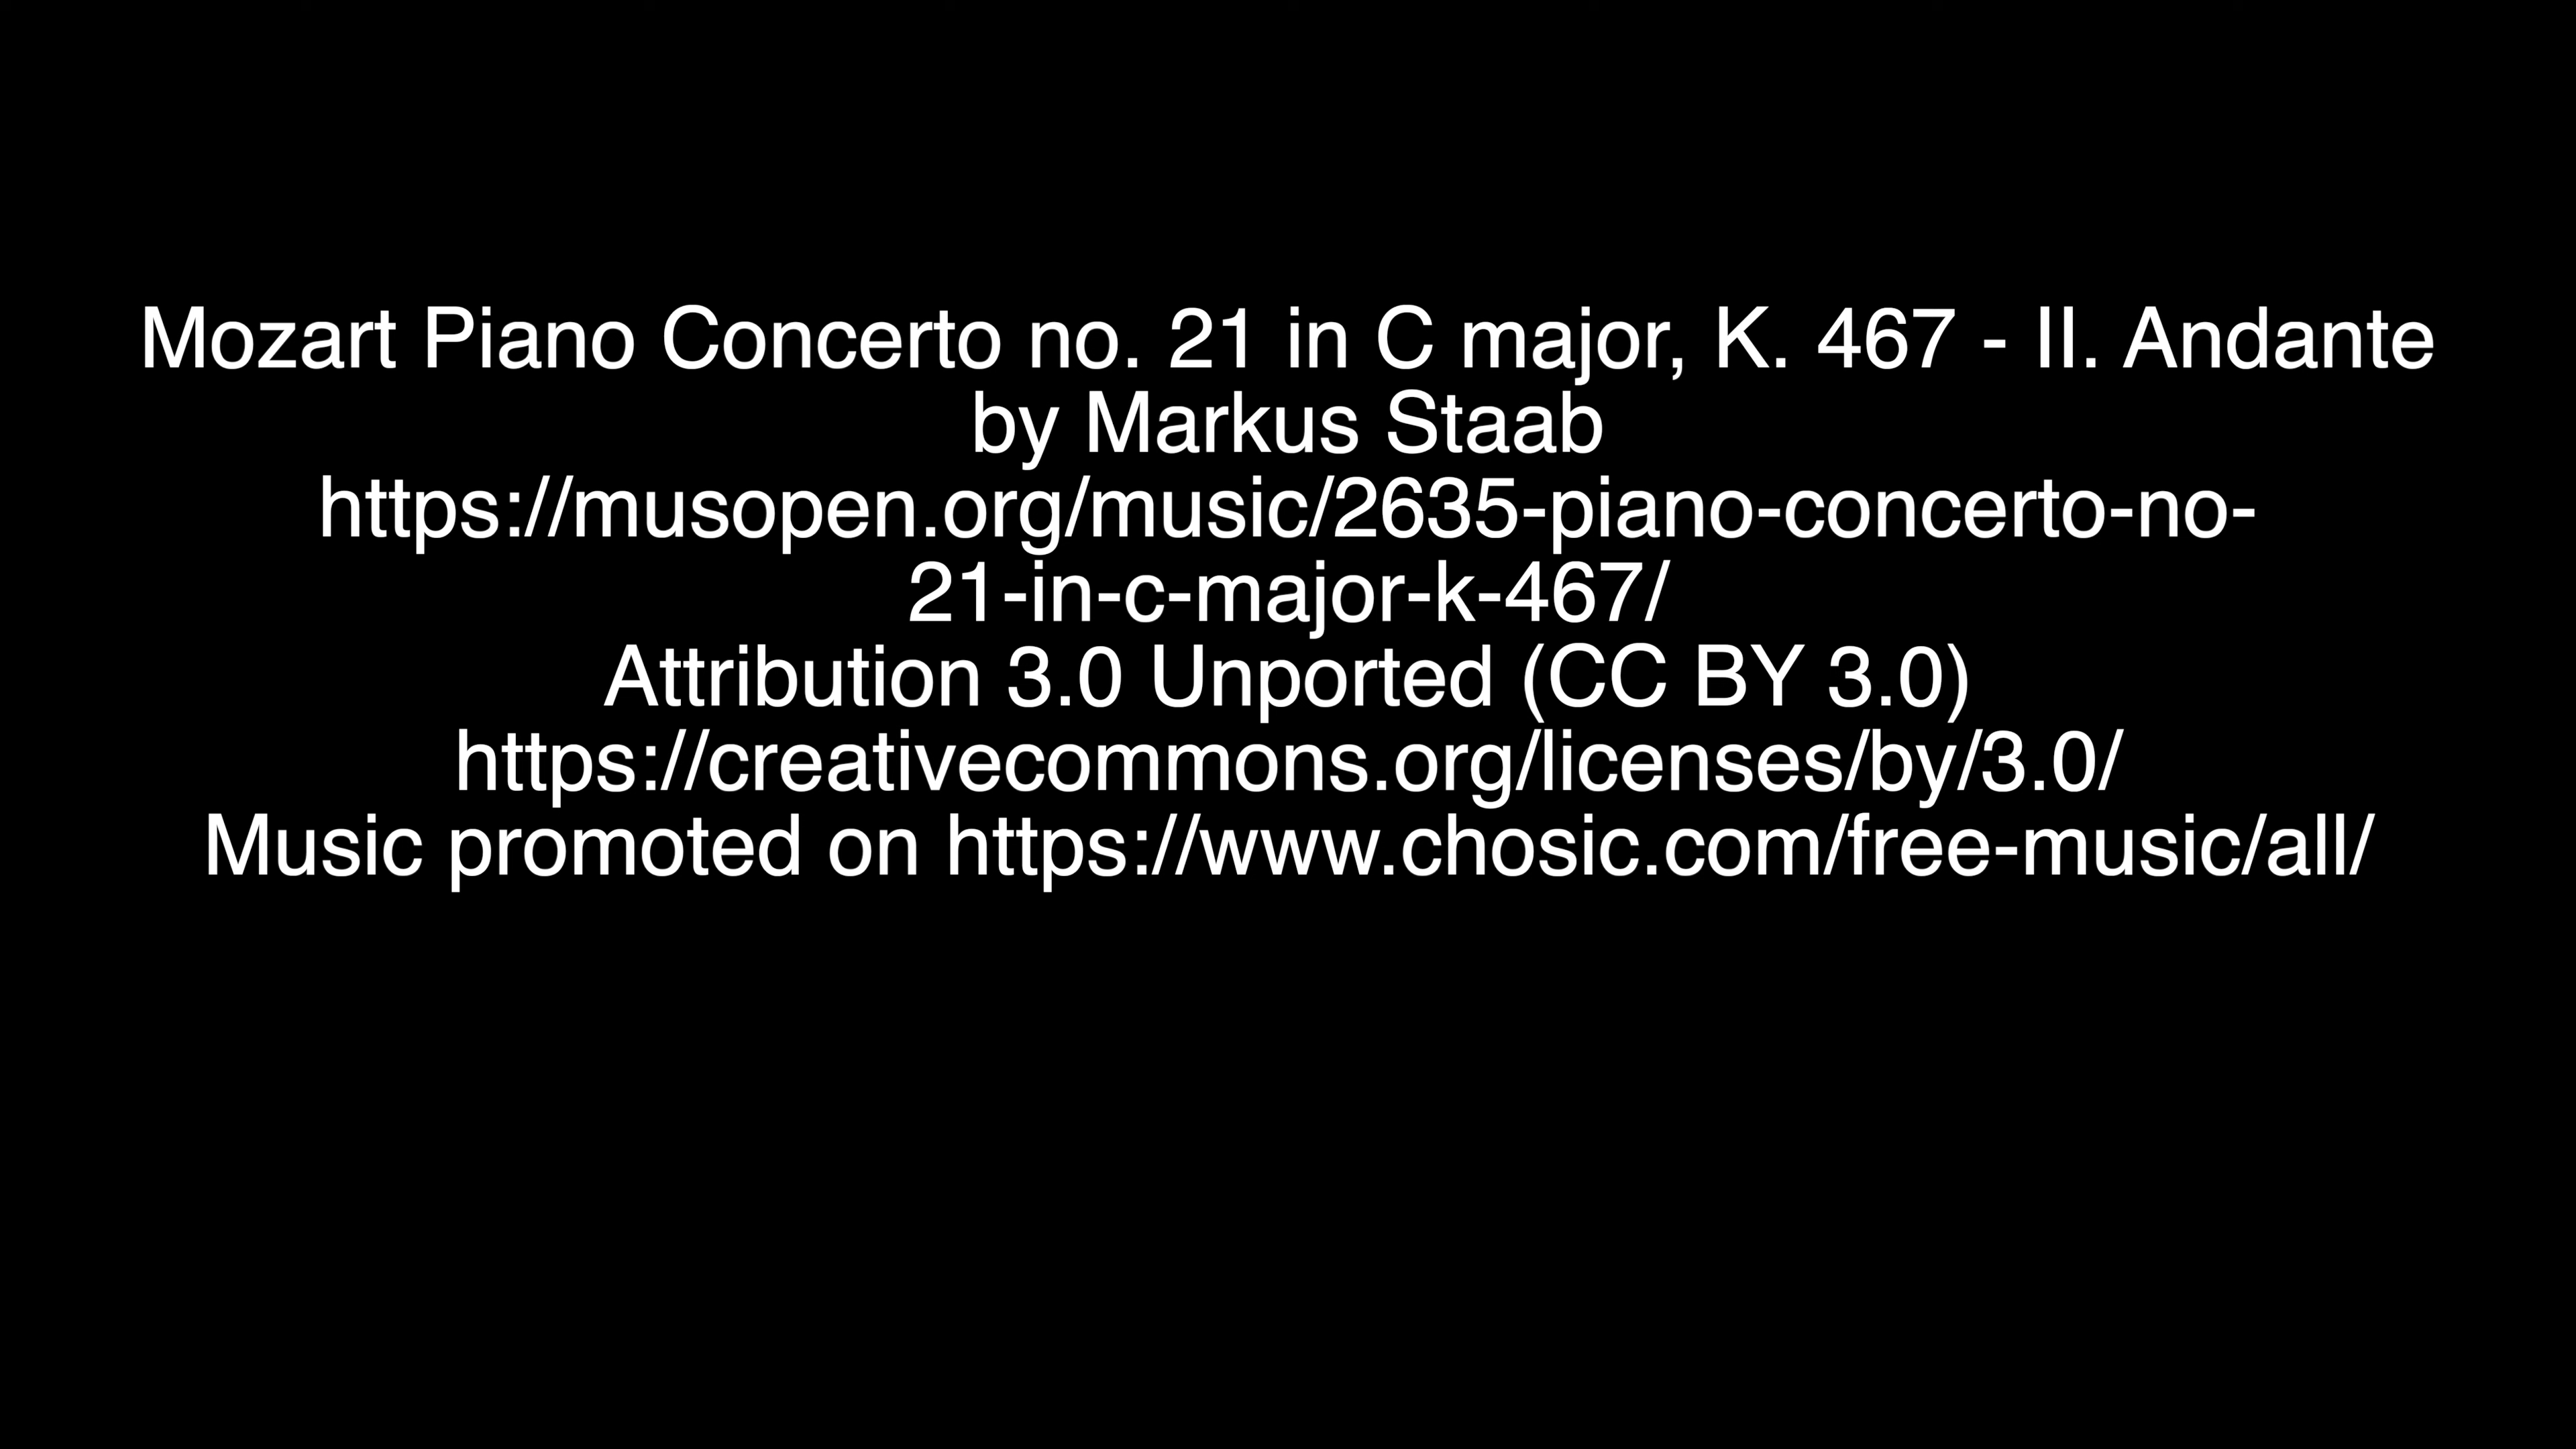 Mozart Piano Concerto no. 21 in C major, K. 467 - II. Andante
by Markus Staab
https://musopen.org/music/2635-piano-concerto-no-
21-in-c-major-k-467/
Attribution 3.0 Unported (CC BY 3.0)
https://creativecommons.org/licenses/by/3.0/
Music promoted on https://www.chosic.com/free-music/all/